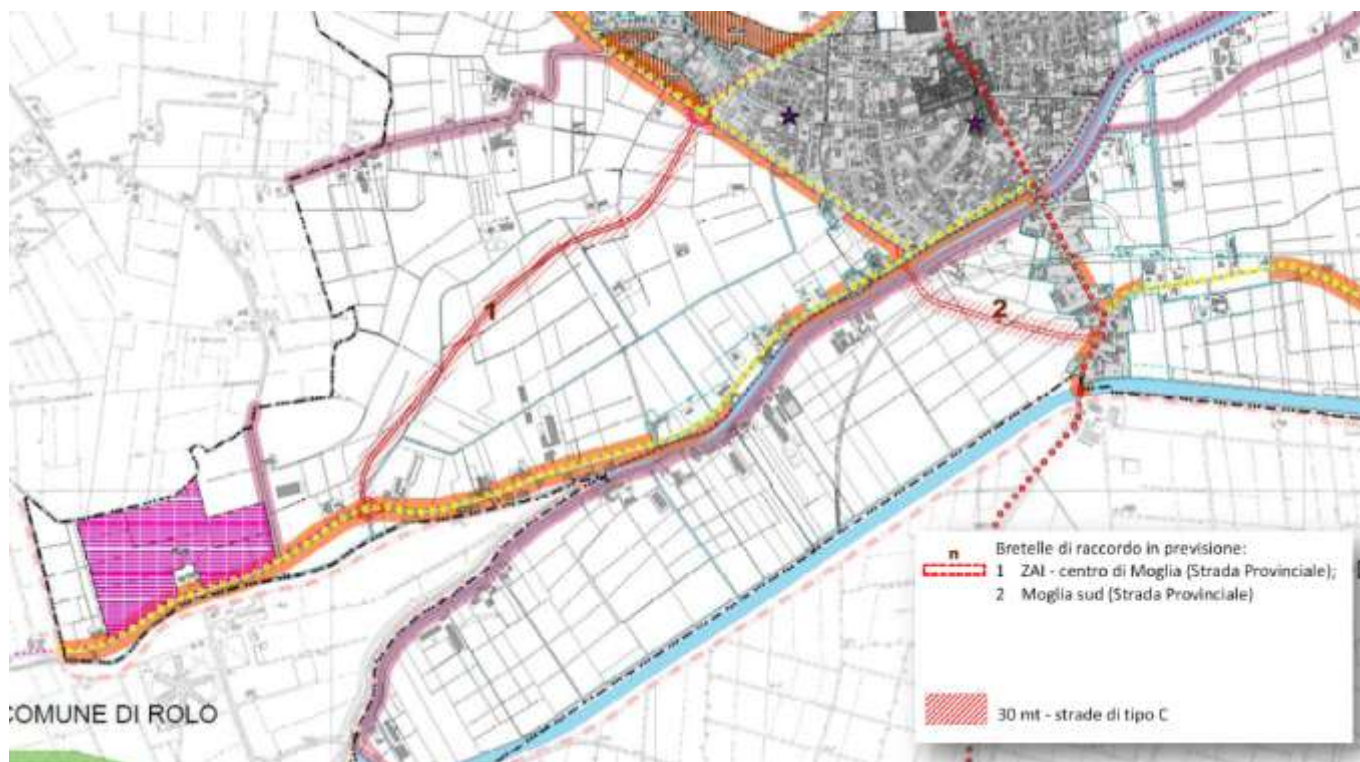 1
2
n Bretelle di raccordo in previsione:
1 ZAI - centro di Moglia (Strada Provinciale);
2 Moglia sud (Strada Provinciale)
30 mt - strade di tipo C
COMUNE DI ROLO